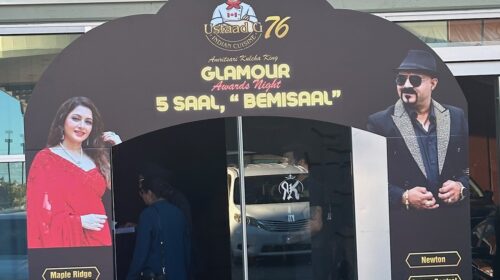 Ustaad G 76
INDIAN CUISINE
Amritsari Kulcha King
GLAMOUR
Awards Night
5 SAAL, “ BEMISAAL”
Maple Ridge
Newton